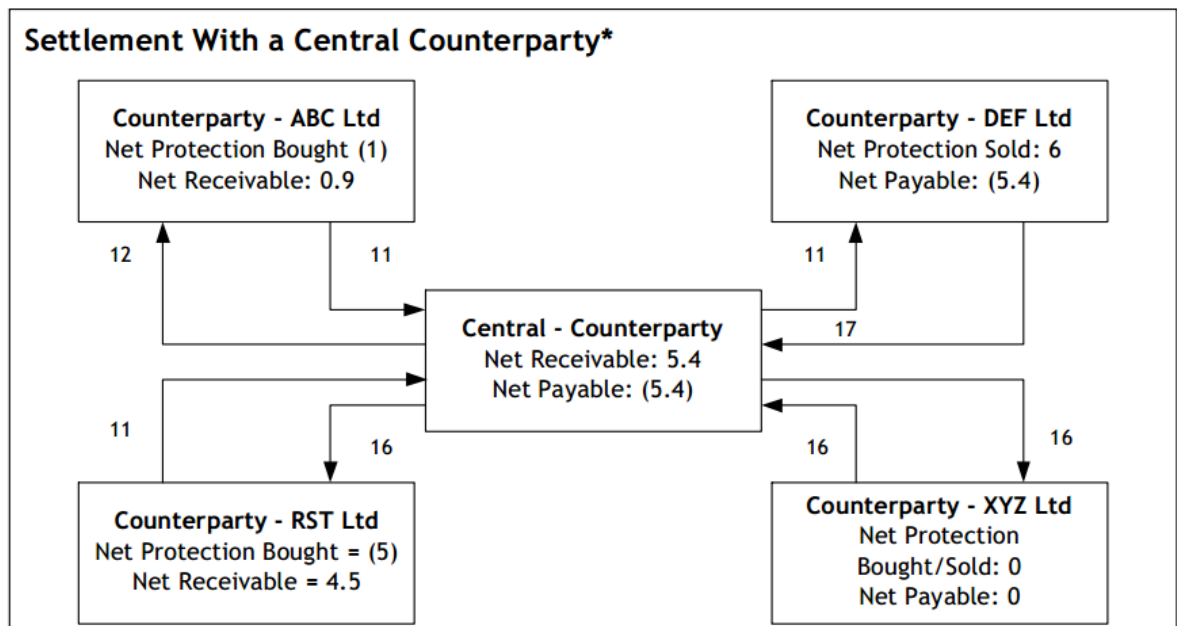 Settlement With a Central Counterparty*
Counterparty - ABC Ltd
Net Protection Bought (1)
Net Receivable: 0.9
Counterparty - DEF Ltd
Net Protection Sold: 6
Net Payable: (5.4)
12
11
11
17
Central - Counterparty
Net Receivable: 5.4
Net Payable: (5.4)
11
16
16
16
Counterparty - RST Ltd
Net Protection Bought = (5)
Net Receivable = 4.5
Counterparty - XYZ Ltd
Net Protection
Bought/Sold: 0
Net Payable: 0